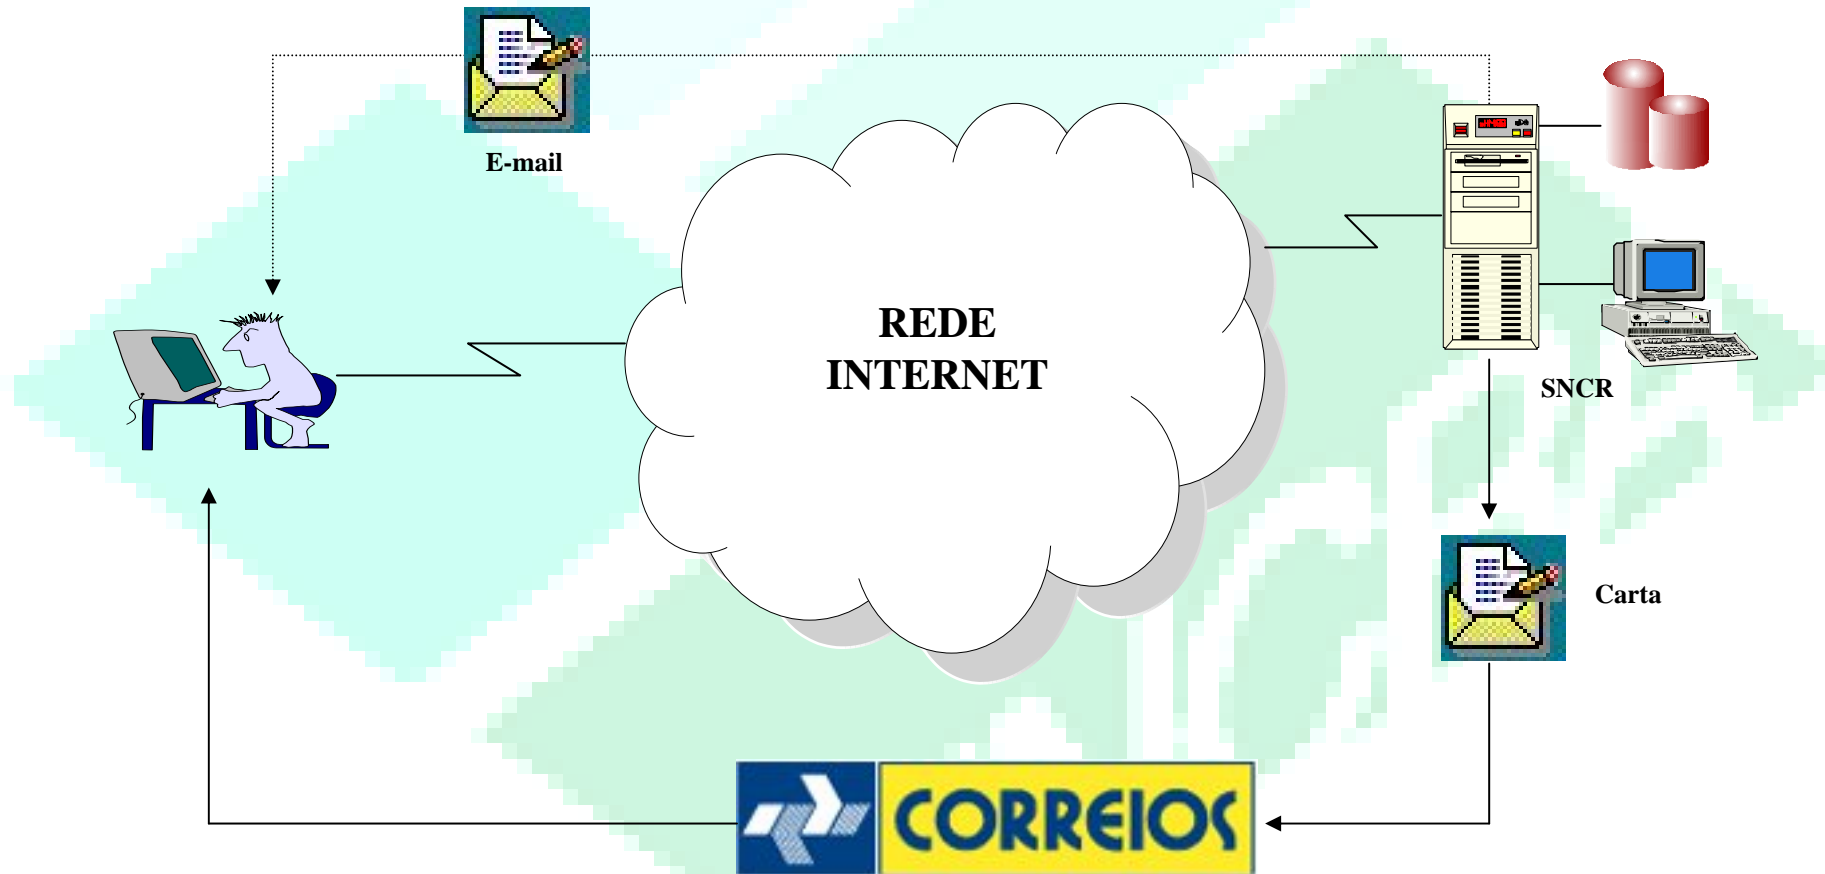 E-mail
REDE
INTERNET
SNCR
Carta
CORREIOS